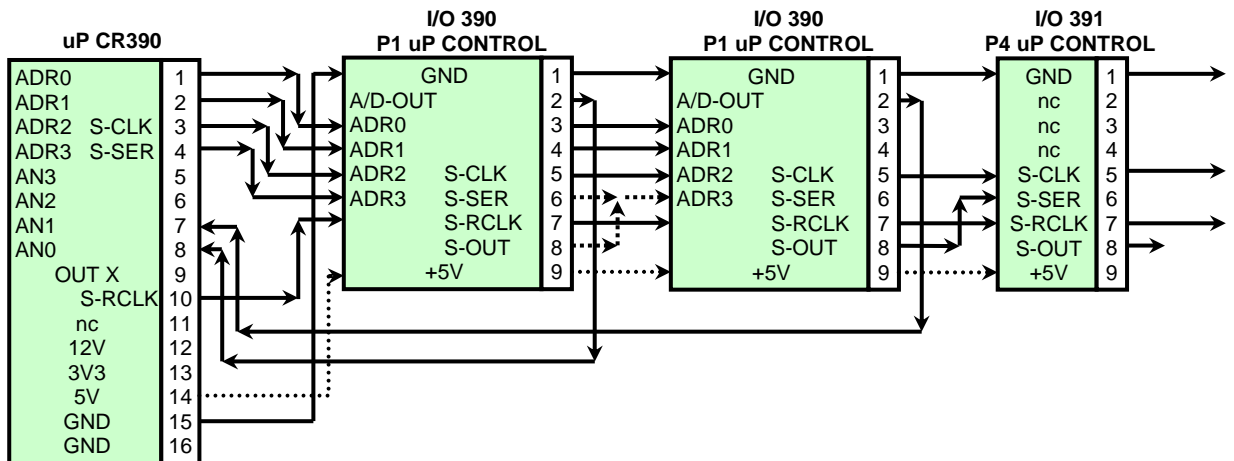 uP CR390
ADR0 1
ADR1 2
ADR2 S-CLK 3
ADR3 S-SER 4
AN3 5
AN2 6
AN1 7
AN0 8
OUT X 9
S-RCLK 10
nc 11
12V 12
3V3 13
5V 14
GND 15
GND 16
I/O 390
P1 uP CONTROL
GND 1
A/D-OUT 2
ADR0 3
ADR1 4
ADR2 S-CLK 5
ADR3 S-SER 6
S-RCLK 7
S-OUT 8
+5V 9
I/O 390
P1 uP CONTROL
GND 1
A/D-OUT 2
ADR0 3
ADR1 4
ADR2 S-CLK 5
ADR3 S-SER 6
S-RCLK 7
S-OUT 8
+5V 9
I/O 391
P4 uP CONTROL
GND 1
nc 2
nc 3
nc 4
S-CLK 5
S-SER 6
S-RCLK 7
S-OUT 8
+5V 9